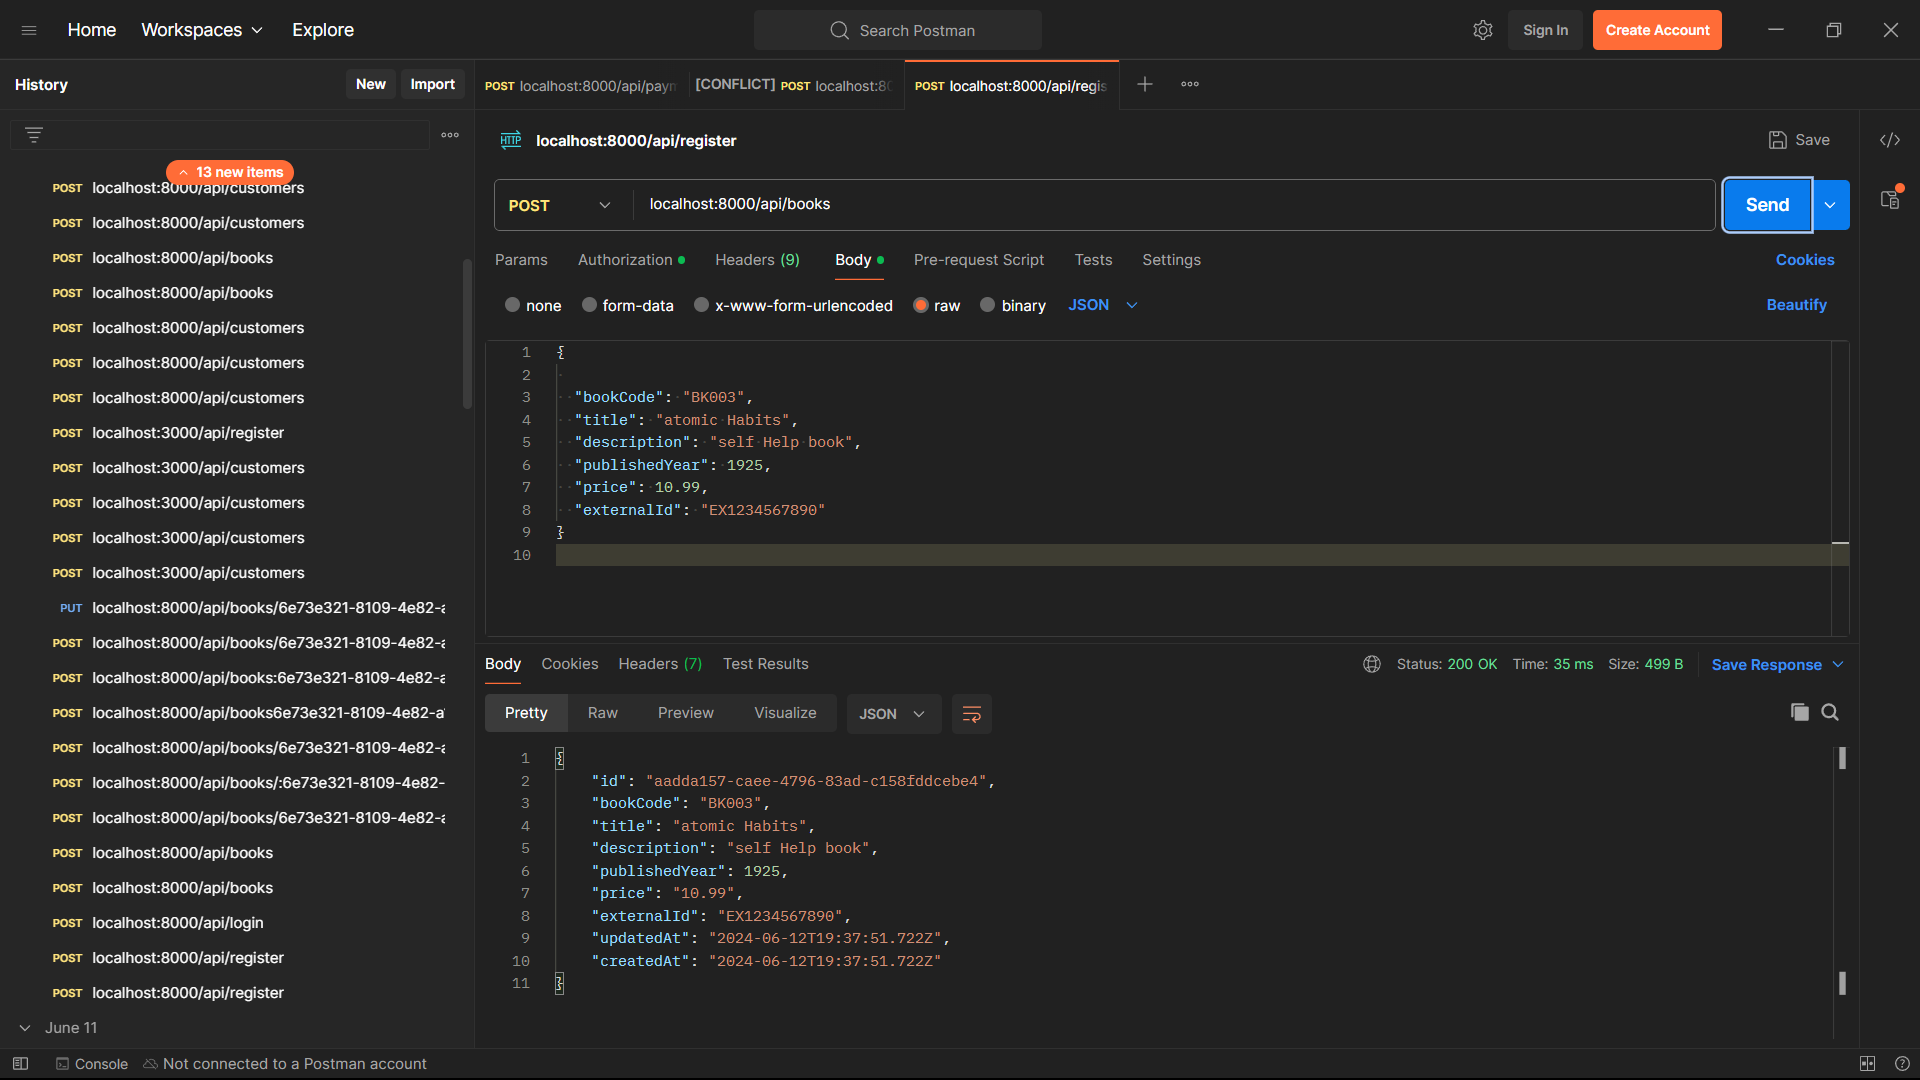 Home Workspaces Explore
Search Postman
Sign In Create Account
History New Import
POST localhost:8000/api/paym [CONFLICT] POST localhost:80 POST localhost:8000/api/regis
HTTP localhost:8000/api/register Save
13 new items
POST localhost:8000/api/customers
POST localhost:8000/api/customers
POST localhost:8000/api/books
POST localhost:8000/api/books
POST localhost:8000/api/customers
POST localhost:8000/api/customers
POST localhost:8000/api/customers
POST localhost:3000/api/register
POST localhost:3000/api/customers
POST localhost:3000/api/customers
POST localhost:3000/api/customers
POST localhost:3000/api/customers
PUT localhost:8000/api/books/6e73e321-8109-4e82-a
POST localhost:8000/api/books/6e73e321-8109-4e82-a
POST localhost:8000/api/books:6e73e321-8109-4e82-a
POST localhost:8000/api/books6e73e321-8109-4e82-a
POST localhost:8000/api/books/6e73e321-8109-4e82-a
POST localhost:8000/api/books/:6e73e321-8109-4e82-
POST localhost:8000/api/books/6e73e321-8109-4e82-a
POST localhost:8000/api/books
POST localhost:8000/api/books
POST localhost:8000/api/login
POST localhost:8000/api/register
POST localhost:8000/api/register
June 11
POST localhost:8000/api/books Send
Params Authorization Headers (9) Body Pre-request Script Tests Settings Cookies
none form-data x-www-form-urlencoded raw binary JSON Beautify
1 {
2
3 "bookCode": "BK003",
4 "title": "atomic Habits",
5 "description": "self Help book",
6 "publishedYear": 1925,
7 "price": 10.99,
8 "externalId": "EX1234567890"
9 }
10
Body Cookies Headers (7) Test Results Status: 200 OK Time: 35 ms Size: 499 B Save Response
Pretty Raw Preview Visualize JSON
1 {
2 "id": "aadda157-caee-4796-83ad-c158fddcebe4",
3 "bookCode": "BK003",
4 "title": "atomic Habits",
5 "description": "self Help book",
6 "publishedYear": 1925,
7 "price": "10.99",
8 "externalId": "EX1234567890",
9 "updatedAt": "2024-06-12T19:37:51.722Z",
10 "createdAt": "2024-06-12T19:37:51.722Z"
11 }
Console Not connected to a Postman account